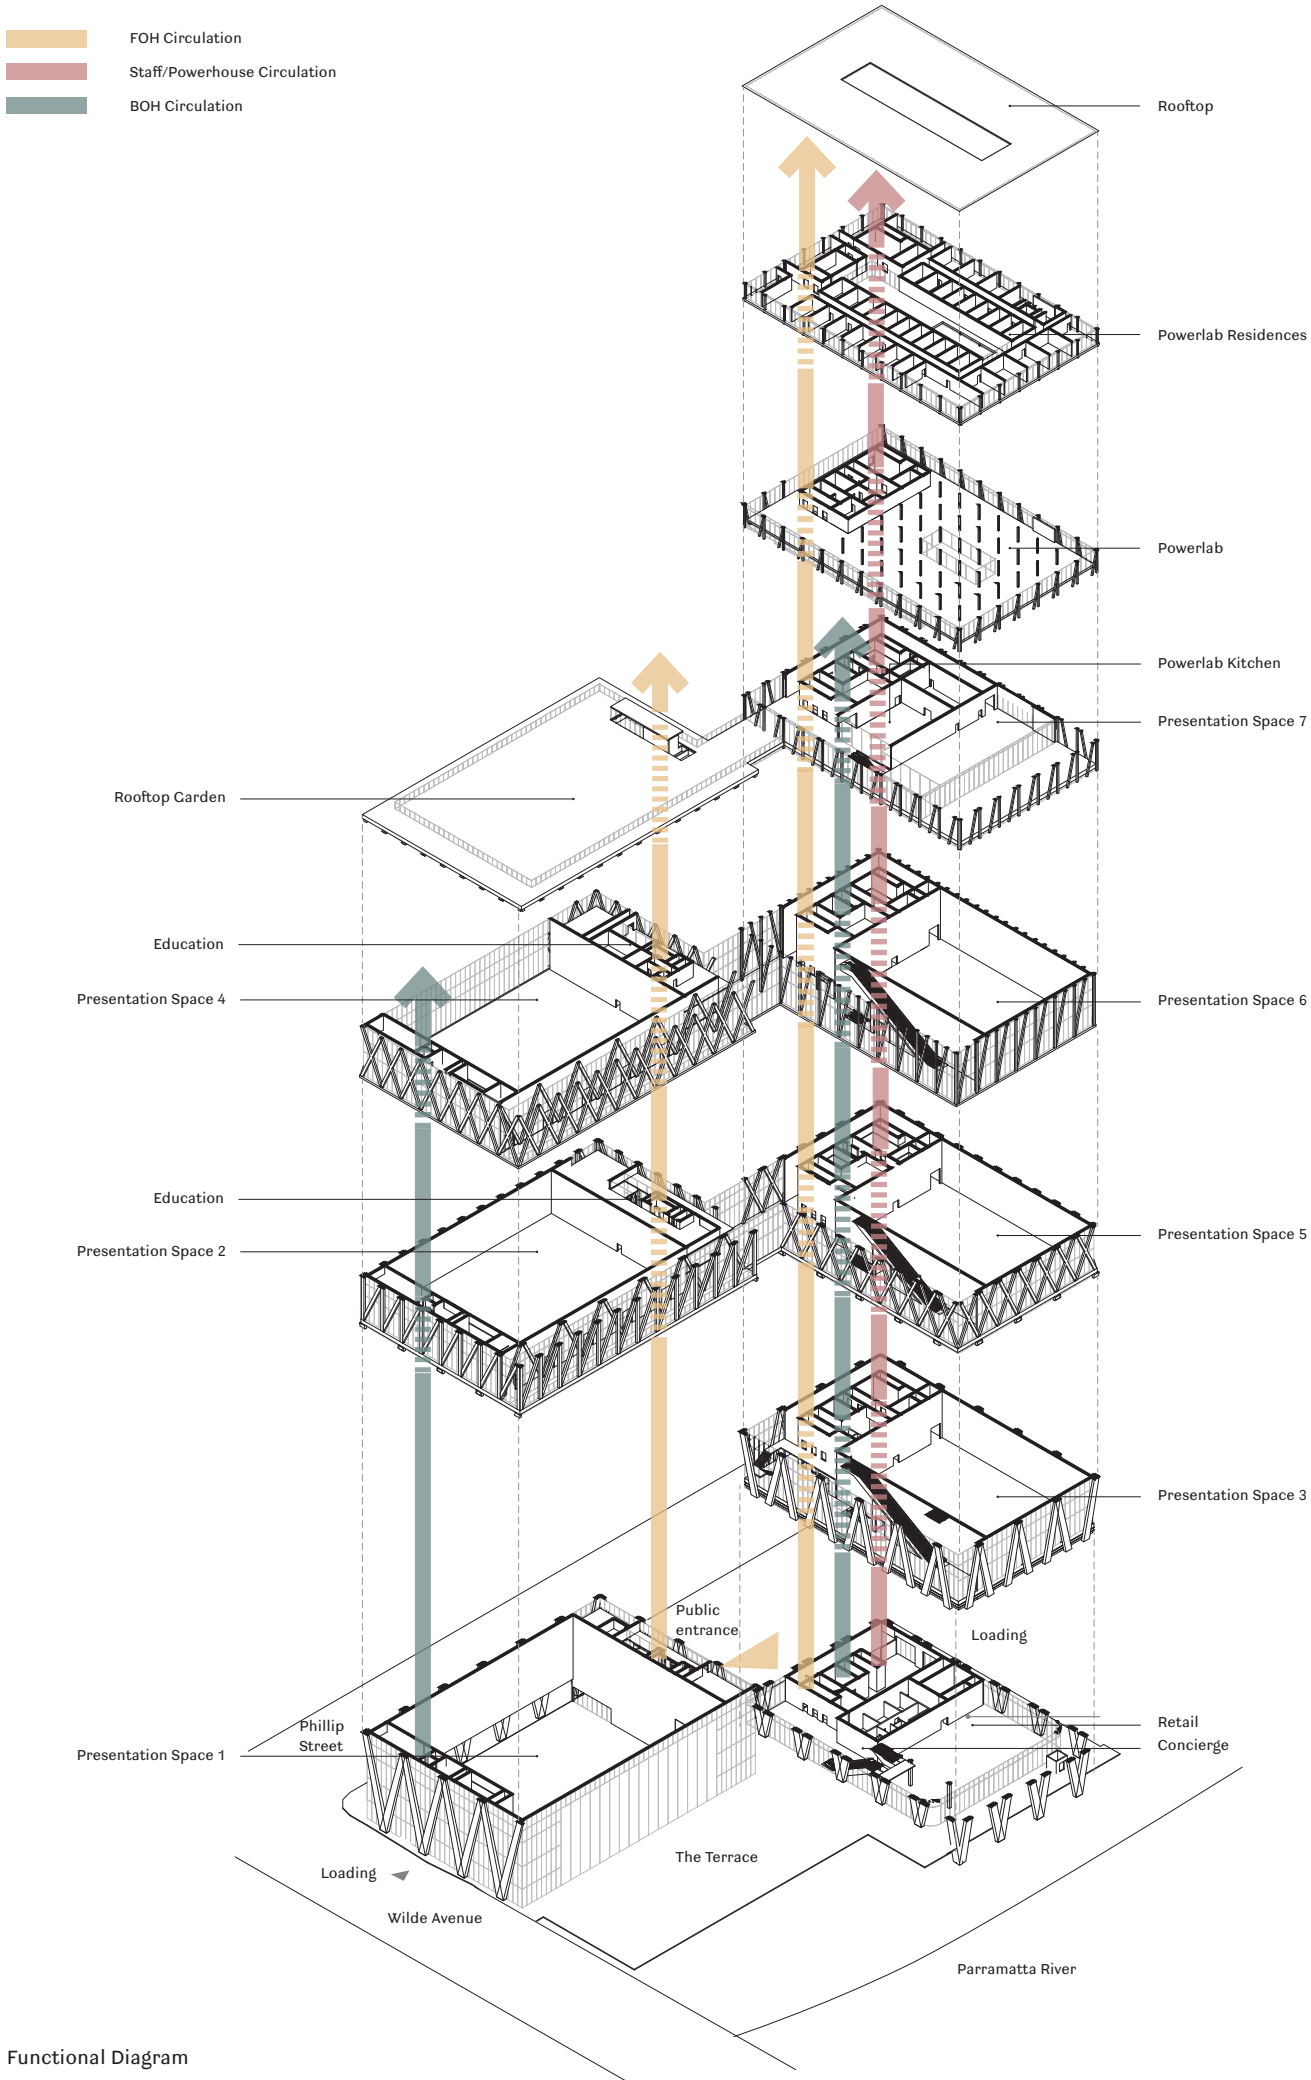 FOH Circulation
Staff/Powerhouse Circulation
BOH Circulation
Rooftop
Powerlab Residences
Powerlab
Powerlab Kitchen
Presentation Space 7
Rooftop Garden
Education
Presentation Space 4
Presentation Space 6
Education
Presentation Space 2
Presentation Space 5
Presentation Space 3
Public
entrance
Loading
Phillip
Street
Retail
Concierge
Presentation Space 1
The Terrace
Loading
Wilde Avenue
Parramatta River
Functional Diagram